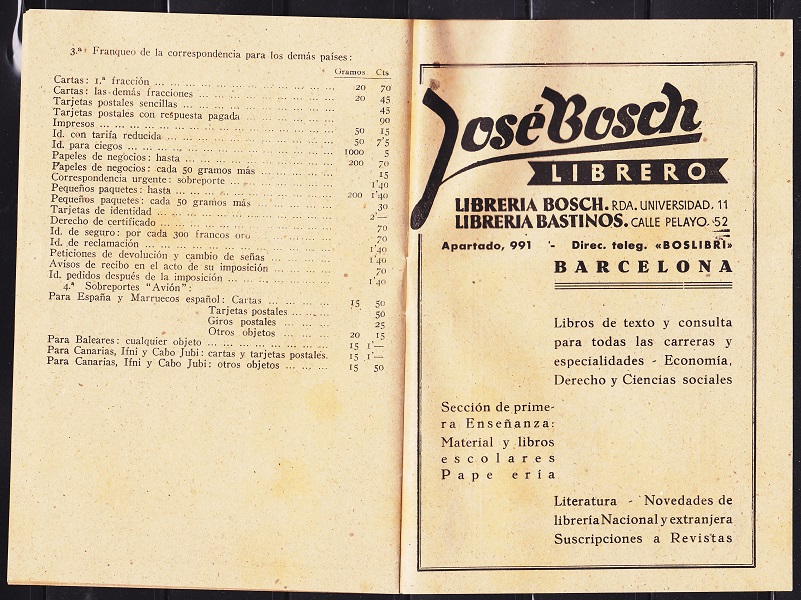 3.ª Franqueo de la correspondencia para los demás países:
Gramos Cts
Cartas: 1.ª fracción ... 20 70
Cartas: las demás fracciones ... 20 45
Tarjetas postales sencillas ... 45
Tarjetas postales con respuesta pagada 90
Impresos ... 50 15
Id. con tarifa reducida ... 50 7'5
Id. para ciegos ... 1000 5
Papeles de negocios: hasta ... 200 70
Papeles de negocios: cada 50 gramos más ... 15
Correspondencia urgente: sobreporte ... 1'40
Pequeños paquetes: hasta ... 200 1'40
Pequeños paquetes: cada 50 gramos más ... 30
Tarjetas de identidad ... 2'—
Derecho de certificado ... 70
Id. de seguro: por cada 300 francos oro 70
Id. de reclamación ... 1'40
Peticiones de devolución y cambio de señas 1'40
Avisos de recibo en el acto de su imposición ... 70
Id. pedidos después de la imposición ... 1'40
4.ª Sobreportes "Avión":
Para España y Marruecos español: Cartas ... 15 50
Tarjetas postales ... 50
Giros postales ... 25
Otros objetos ... 15
Para Baleares: cualquier objeto ... 20 1'—
Para Canarias, Ifni y Cabo Jubi: cartas y tarjetas postales. 15 1'—
Para Canarias, Ifni y Cabo Jubi: otros objetos ... 15 50
José Bosch
LIBRERO
LIBRERIA BOSCH. RDA. UNIVERSIDAD. 11
LIBRERIA BASTINOS. CALLE PELAYO. 52
Apartado, 991 - Direc. teleg. «BOSLIBRI»
BARCELONA
Libros de texto y consulta
para todas las carreras y
especialidades - Economía,
Derecho y Ciencias sociales
Sección de prime-
ra Enseñanza:
Material y libros
escolares
Pape ería
Literatura - Novedades de
librería Nacional y extranjera
Suscripciones a Revistas